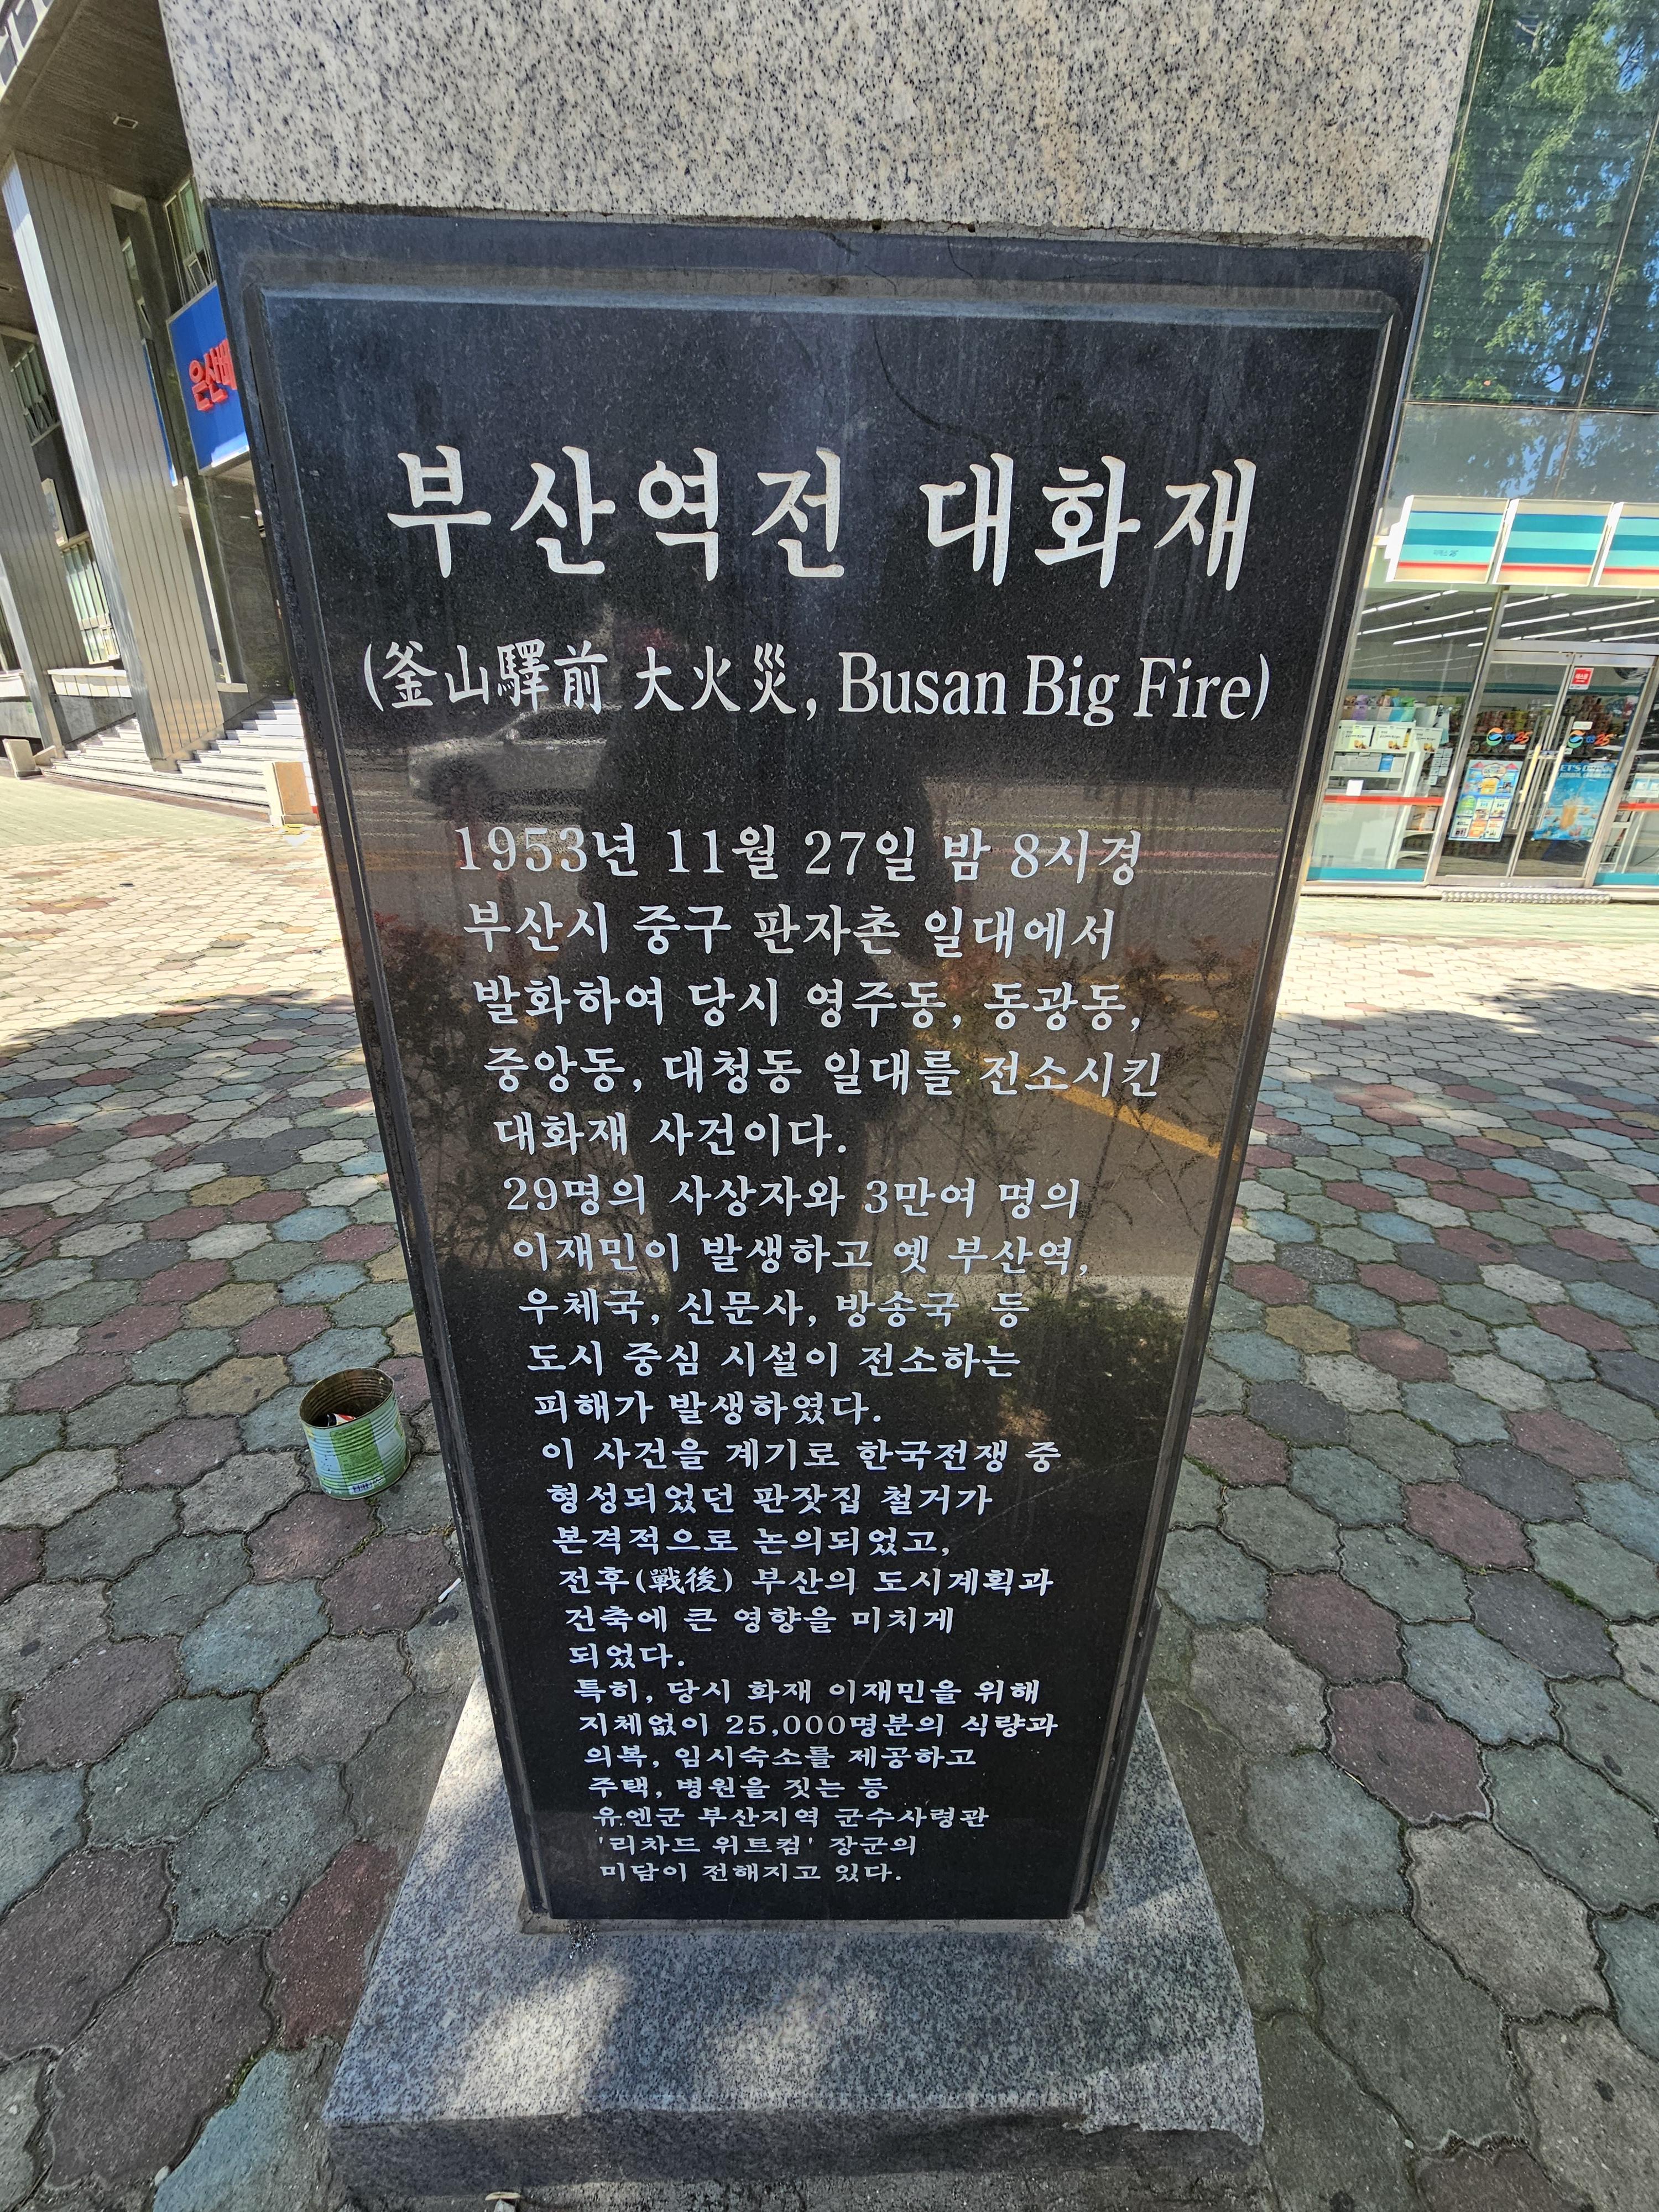 부산역전 대화재
(釜山驛前 大火災, Busan Big Fire)
1953년 11월 27일 밤 8시경
부산시 중구 판자촌 일대에서
발화하여 당시 영주동, 동광동,
중앙동, 대청동 일대를 전소시킨
대화재 사건이다.
29명의 사상자와 3만여 명의
이재민이 발생하고 옛 부산역,
우체국, 신문사, 방송국 등
도시 중심 시설이 전소하는
피해가 발생하였다.
이 사건을 계기로 한국전쟁 중
형성되었던 판잣집 철거가
본격적으로 논의되었고,
전후(戰後) 부산의 도시계획과
건축에 큰 영향을 미치게
되었다.
특히, 당시 화재 이재민을 위해
지체없이 25,000명분의 식량과
의복, 임시숙소를 제공하고
주택, 병원을 짓는 등
유엔군 부산지역 군수사령관
'리차드 위트컴' 장군의
미담이 전해지고 있다.
은산베
GS25
GS25